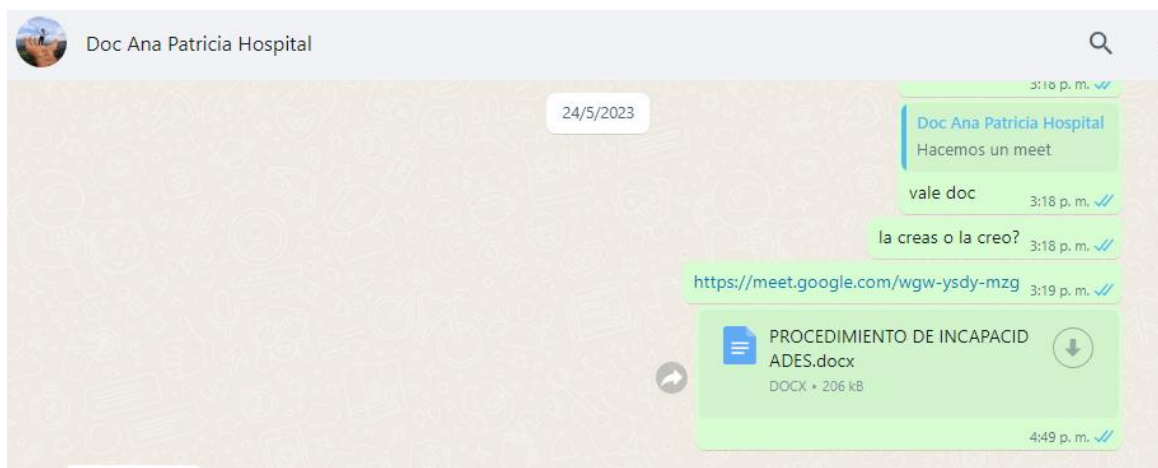 Doc Ana Patricia Hospital
3:18 p. m.
24/5/2023
Doc Ana Patricia Hospital
Hacemos un meet
vale doc
3:18 p. m.
la creas o la creo?
3:18 p. m.
https://meet.google.com/wgw-ysdy-mzg
3:19 p. m.
PROCEDIMIENTO DE INCAPACID
ADES.docx
DOCX • 206 kB
4:49 p. m.